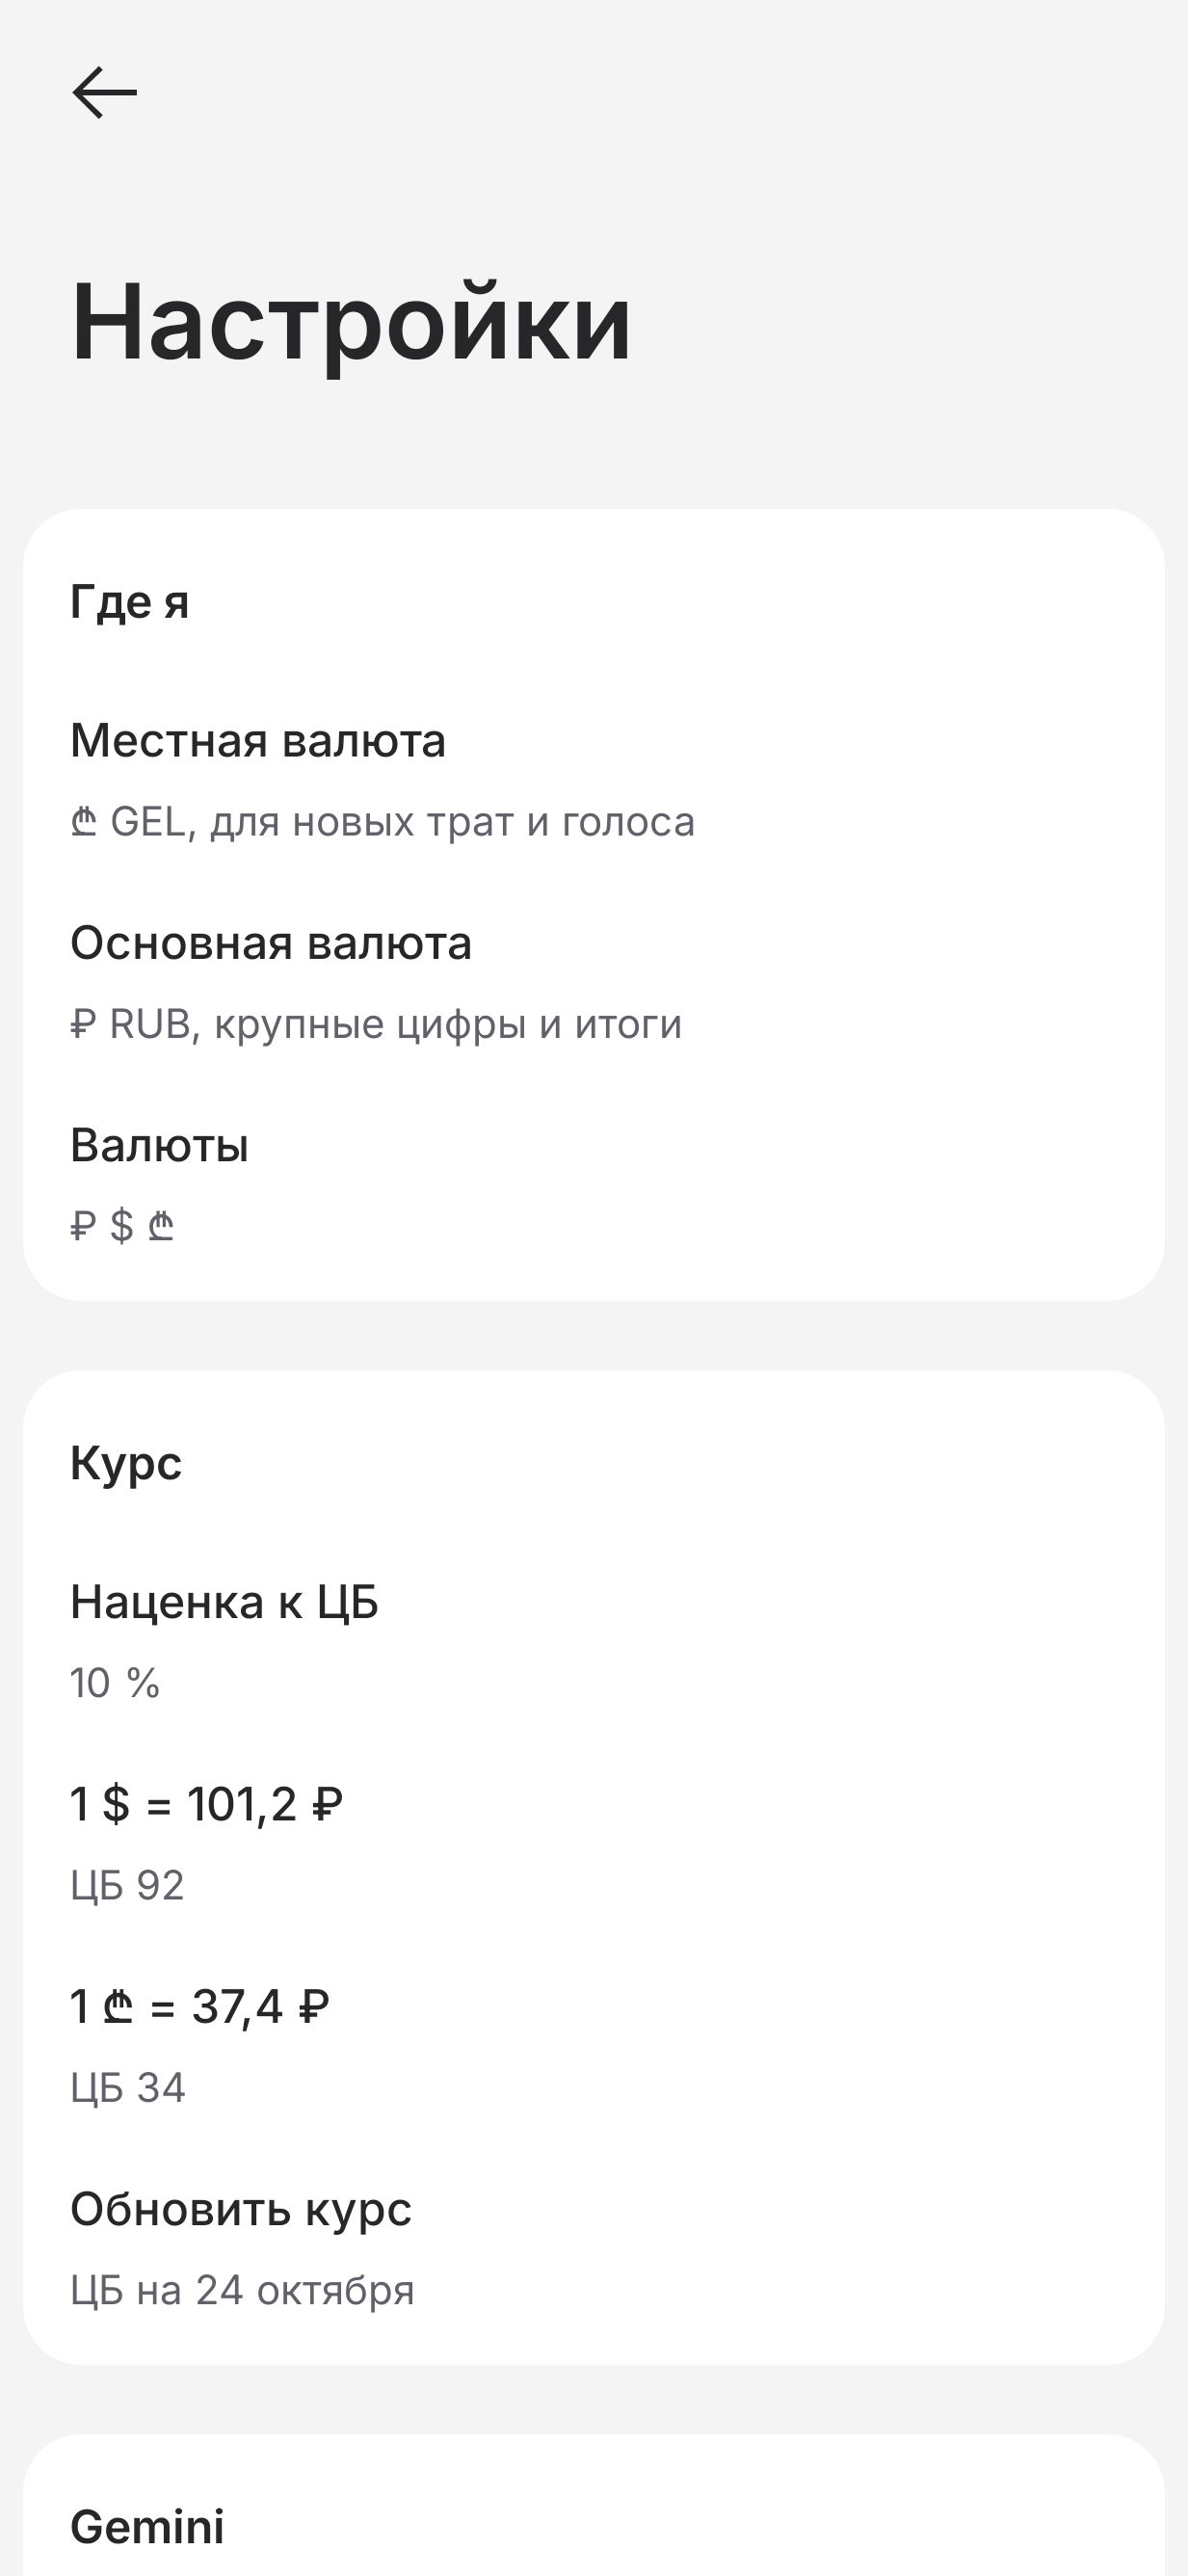 Настройки
Где я
Местная валюта
₾ GEL, для новых трат и голоса
Основная валюта
₽ RUB, крупные цифры и итоги
Валюты
₽ $ ₾
Курс
Наценка к ЦБ
10 %
1 $ = 101,2 ₽
ЦБ 92
1 ₾ = 37,4 ₽
ЦБ 34
Обновить курс
ЦБ на 24 октября
Gemini